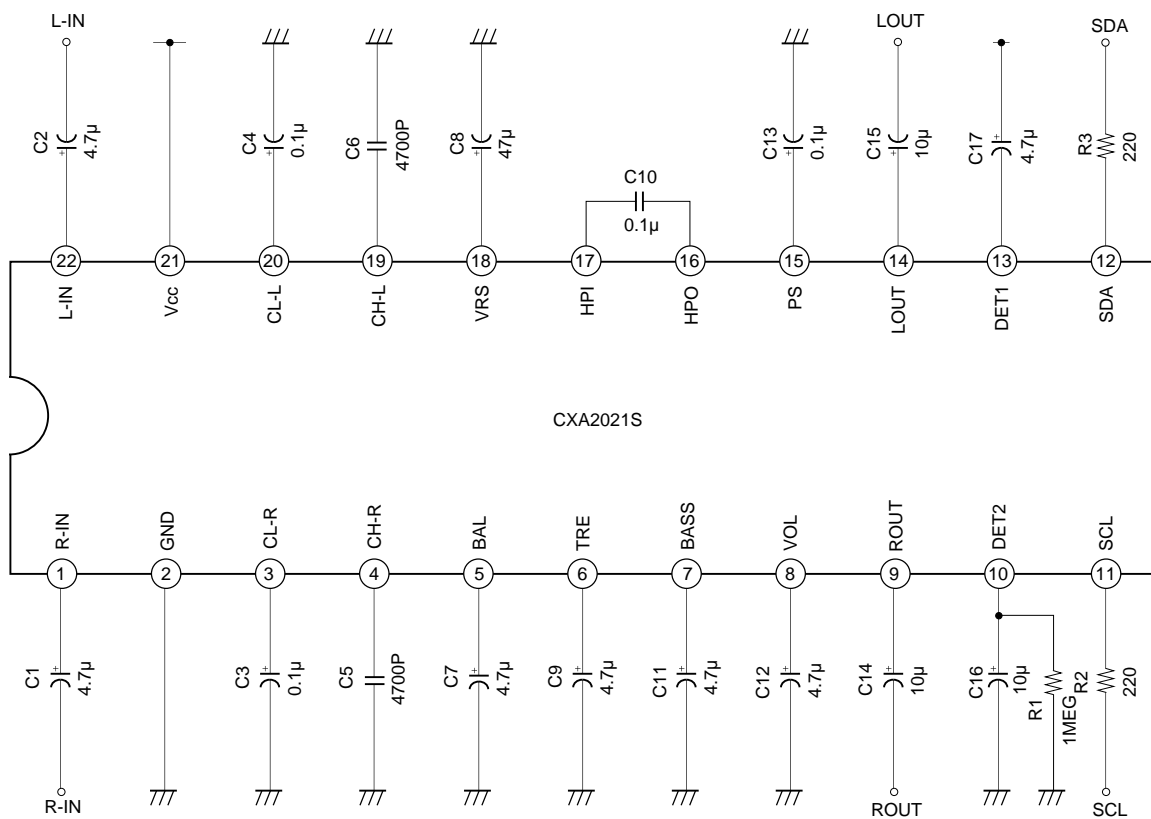 L-IN
LOUT
SDA
C2
4.7μ
C4
0.1μ
C6
4700P
C8
47μ
C10
0.1μ
C13
0.1μ
C15
10μ
C17
4.7μ
R3
220
+
+
+
+
+
+
22
21
20
19
18
17
16
15
14
13
12
L-IN
Vcc
CL-L
CH-L
VRS
HPI
HPO
PS
LOUT
DET1
SDA
CXA2021S
R-IN
GND
CL-R
CH-R
BAL
TRE
BASS
VOL
ROUT
DET2
SCL
1
2
3
4
5
6
7
8
9
10
11
+
+
+
+
+
+
+
+
C1
4.7μ
C3
0.1μ
C5
4700P
C7
4.7μ
C9
4.7μ
C11
4.7μ
C12
4.7μ
C14
10μ
C16
10μ
R1
1MEG
R2
220
R-IN
ROUT
SCL